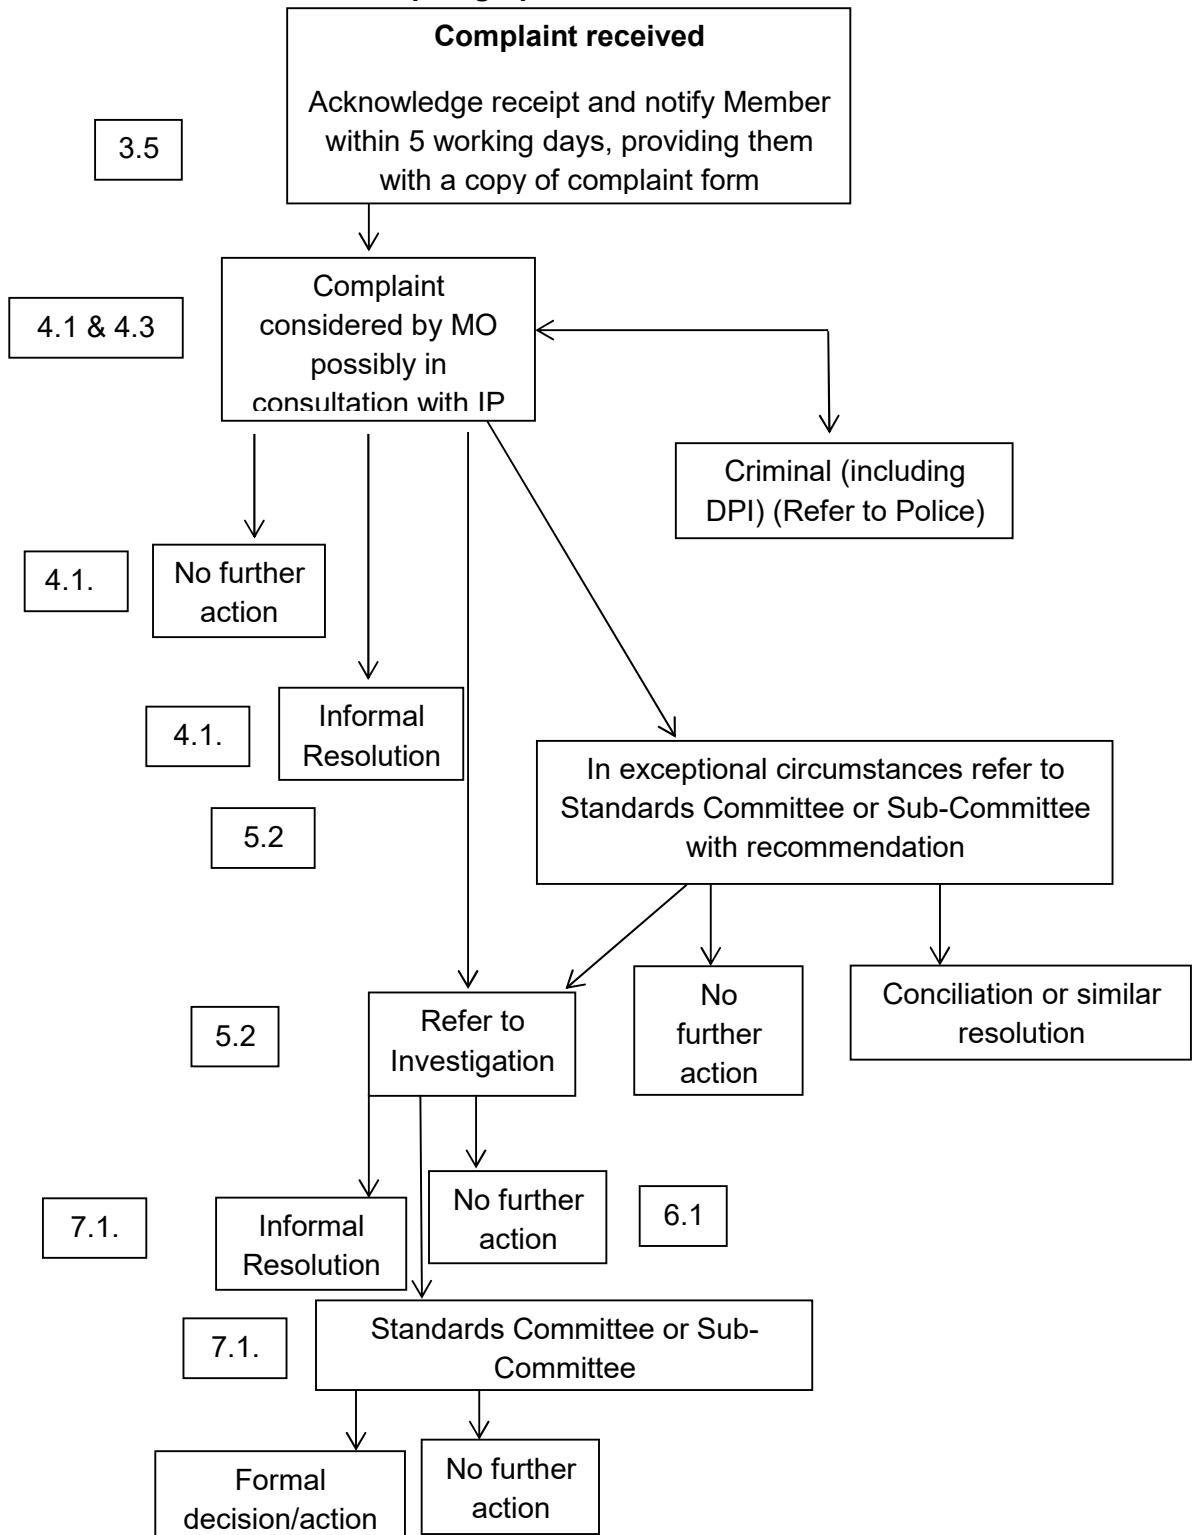 Complaint received
Acknowledge receipt and notify Member
within 5 working days, providing them
with a copy of complaint form
3.5
Complaint
considered by MO
possibly in
consultation with IP
4.1 & 4.3
Criminal (including
DPI) (Refer to Police)
4.1.
No further
action
4.1.
Informal
Resolution
5.2
In exceptional circumstances refer to
Standards Committee or Sub-Committee
with recommendation
5.2
Refer to
Investigation
No
further
action
Conciliation or similar
resolution
7.1.
Informal
Resolution
No further
action
6.1
7.1.
Standards Committee or Sub-
Committee
Formal
decision/action
No further
action